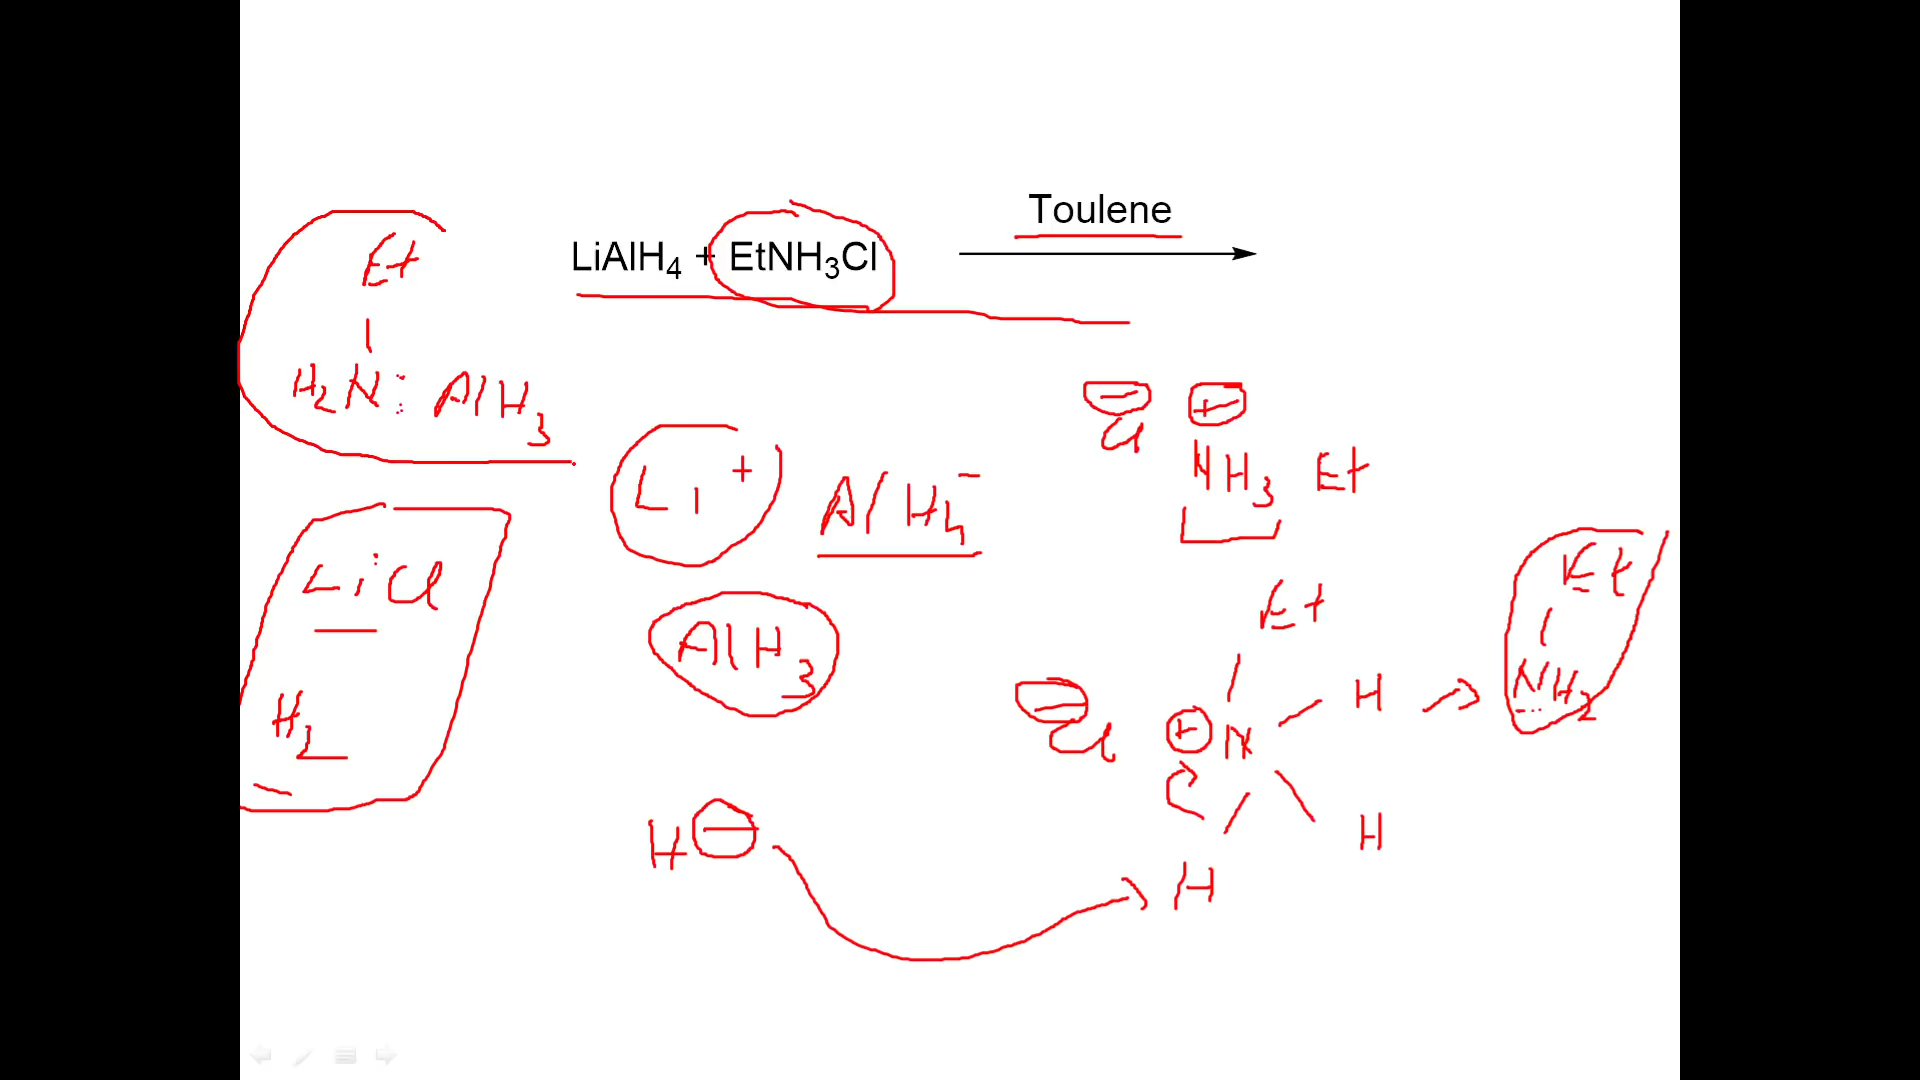 Toulene
LiAlH4 + EtNH3Cl
Et
H2N: AlH3
Li+ AlH4-
- +
Cl NH3 Et
LiCl
H2
AlH3
Et
NH2
Et
- Cl + N H
H
H
H -